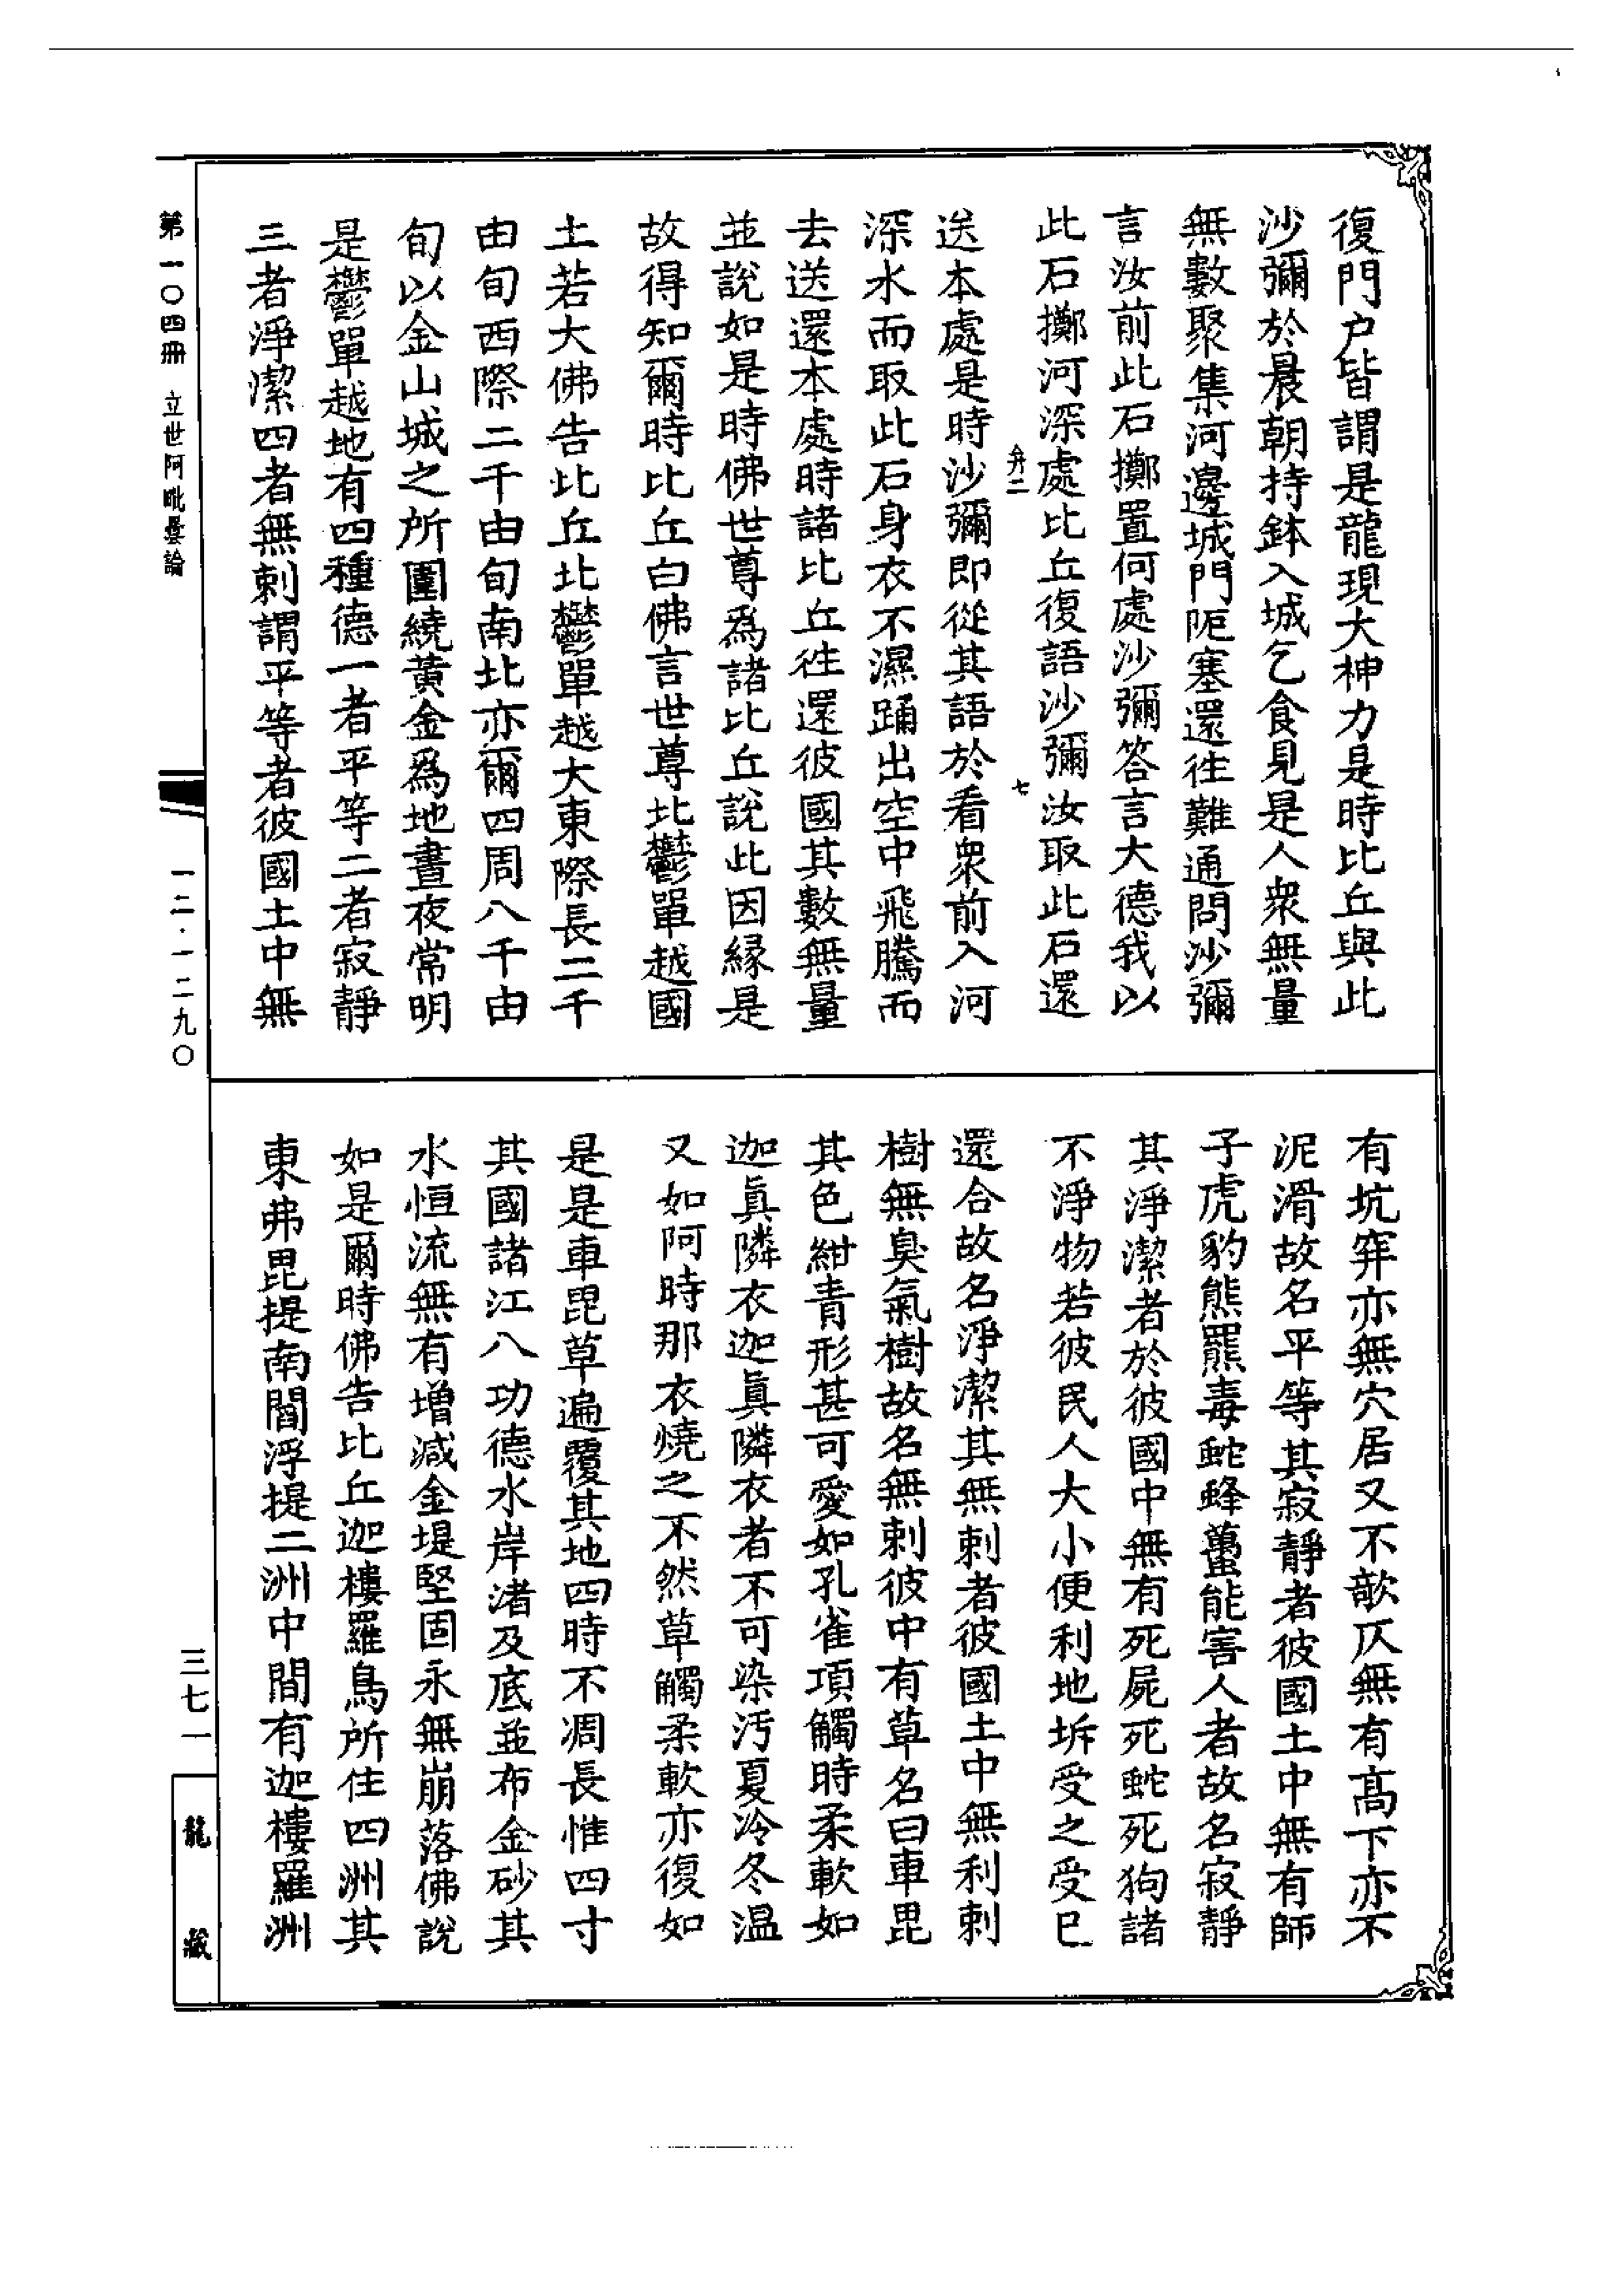 復門户皆謂是龍現大神力是時比丘與此
沙彌於晨朝持鉢入城乞食見是人衆無量
無數聚集河邊城門阨塞還往難通問沙彌
言汝前此石擲置何處沙彌答言大德我以
此石擲河深處比丘復語沙彌汝取此石還
弁二
七
送本處是時沙彌即從其語於看衆前入河
深水而取此石身衣不濕踊出空中飛騰而
去送還本處時諸比丘往還彼國其數無量
並說如是時佛世尊爲諸比丘說此因緣是
故得知爾時比丘白佛言世尊北鬱單越國
土若大佛告比丘北鬱單越大東際長二千
由旬西際二千由旬南北亦爾四周八千由
旬以金山城之所圍繞黄金爲地晝夜常明
是鬱單越地有四種德一者平等二者寂靜
三者淨潔四者無刺謂平等者彼國土中無
有坑穽亦無穴居又不欹仄無有高下亦不
泥滑故名平等其寂靜者彼國土中無有師
子虎豹熊羆毒蛇蜂蠆能害人者故名寂靜
其淨潔者於彼國中無有死屍死蛇死狗諸
不淨物若彼民人大小便利地坼受之受已
還合故名淨潔其無刺者彼國土中無利刺
樹無臭氣樹故名無刺彼中有草名曰車毘
其色紺青形甚可愛如孔雀項觸時柔軟如
迦眞隣衣迦眞隣衣者不可染汚夏冷冬温
又如阿時那衣燒之不然草觸柔軟亦復如
是是車毘草遍覆其地四時不凋長惟四寸
其國諸江八功德水岸渚及底並布金砂其
水恒流無有增減金堤堅固永無崩落佛說
如是爾時佛告比丘迦樓羅鳥所住四洲其
東弗毘提南閻浮提二洲中間有迦樓羅洲
第一〇四冊 立世阿毗曇論
一二·一二九〇
三七一
龍藏